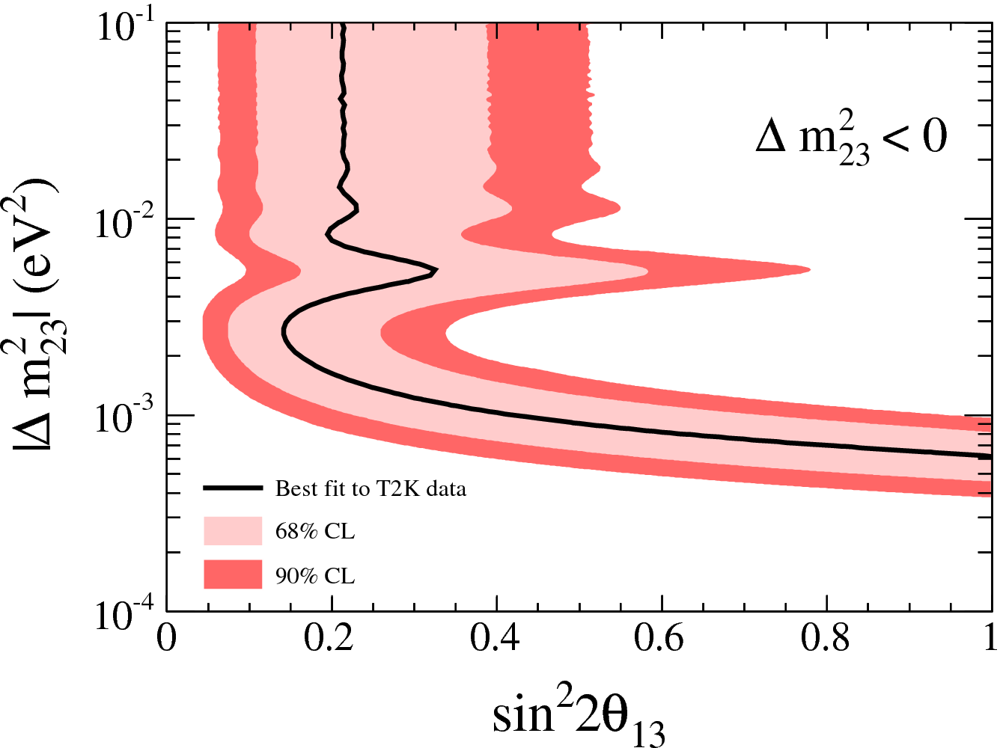 10⁻¹
10⁻²
10⁻³
10⁻⁴
|Δ m²₂₃| (eV²)
Δ m²₂₃ < 0
Best fit to T2K data
68% CL
90% CL
0 0.2 0.4 0.6 0.8 1
sin²2θ₁₃